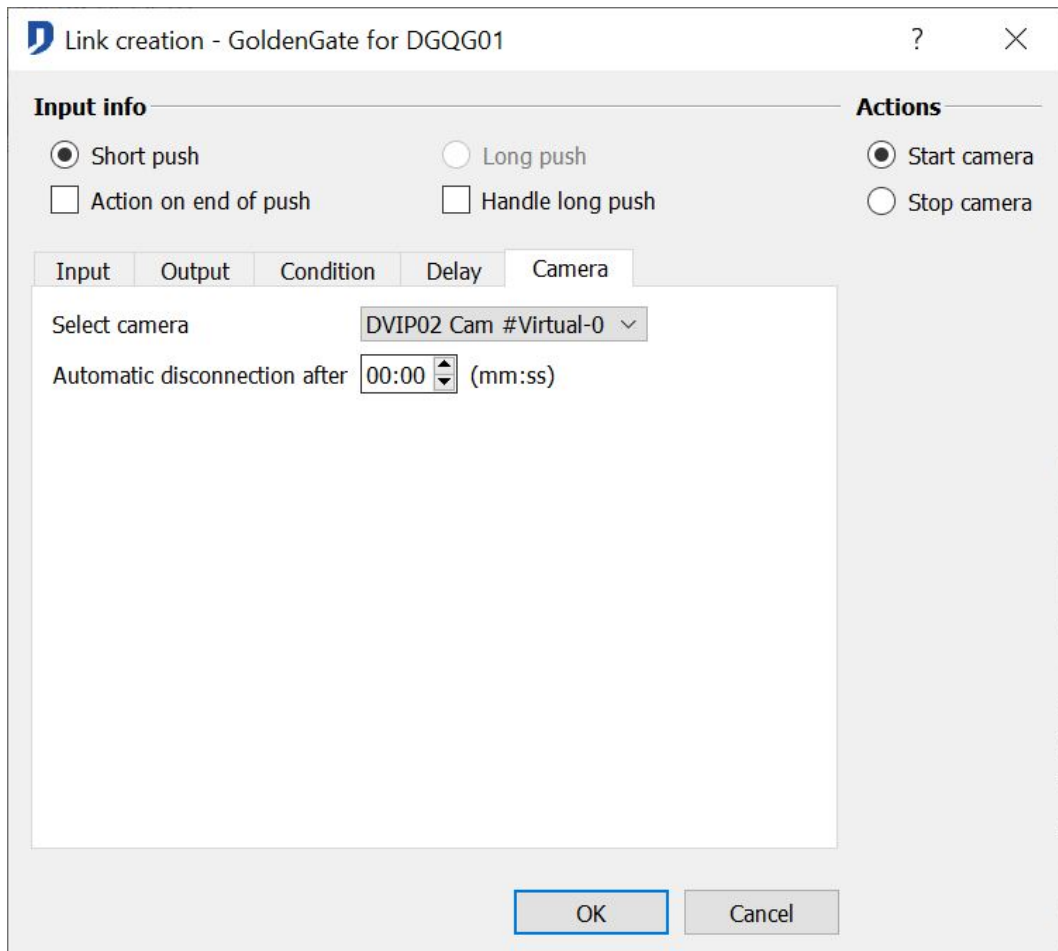 Link creation - GoldenGate for DGQG01 ?
Input info Actions
Short push Long push Start camera
Action on end of push Handle long push Stop camera
Input Output Condition Delay Camera
Select camera DVIP02 Cam #Virtual-0
Automatic disconnection after 00:00 (mm:ss)
OK Cancel